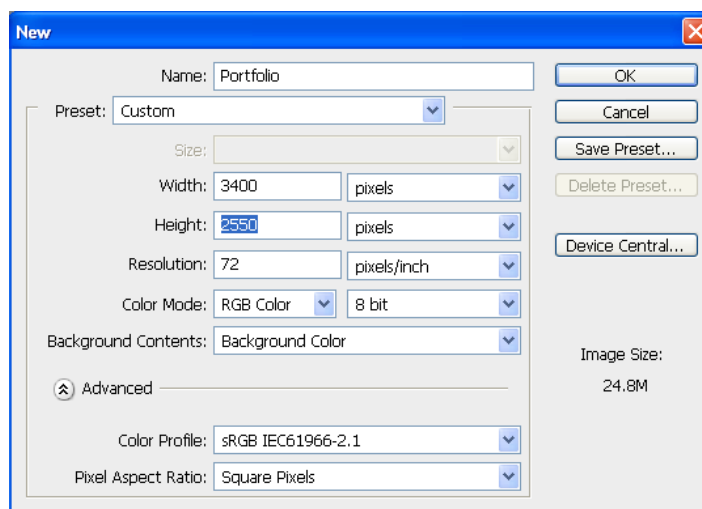 New
Name: Portfolio
OK
Preset: Custom
Cancel
Size:
Save Preset...
Width: 3400 pixels
Delete Preset...
Height: 2550 pixels
Device Central...
Resolution: 72 pixels/inch
Color Mode: RGB Color 8 bit
Background Contents: Background Color
Image Size:
24.8M
Advanced
Color Profile: sRGB IEC61966-2.1
Pixel Aspect Ratio: Square Pixels